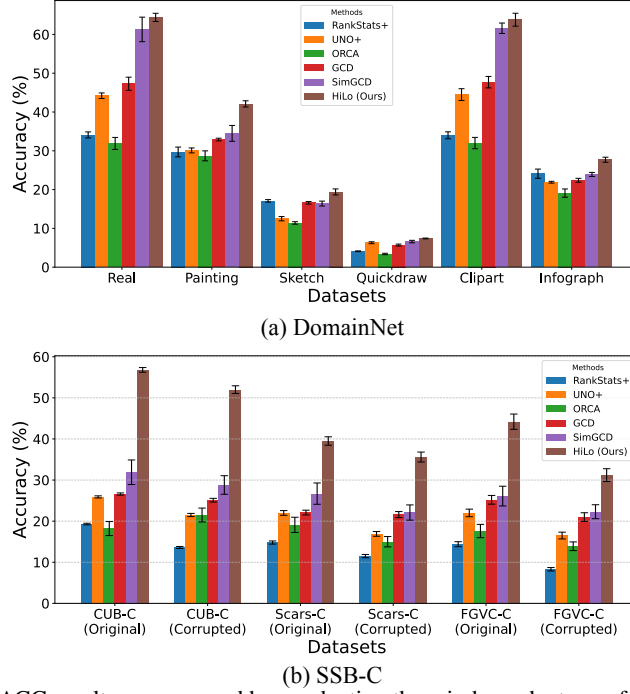 Methods
RankStats+
UNO+
ORCA
GCD
SimGCD
HiLo (Ours)
Accuracy (%)
60
50
40
30
20
10
0
Real Painting Sketch Quickdraw Clipart Infograph
Datasets
(a) DomainNet
60
50
40
30
20
10
0
Accuracy (%)
Methods
RankStats+
UNO+
ORCA
GCD
SimGCD
HiLo (Ours)
CUB-C CUB-C Scars-C Scars-C FGVC-C FGVC-C
(Original) (Corrupted) (Original) (Corrupted) (Original) (Corrupted)
Datasets
(b) SSB-C